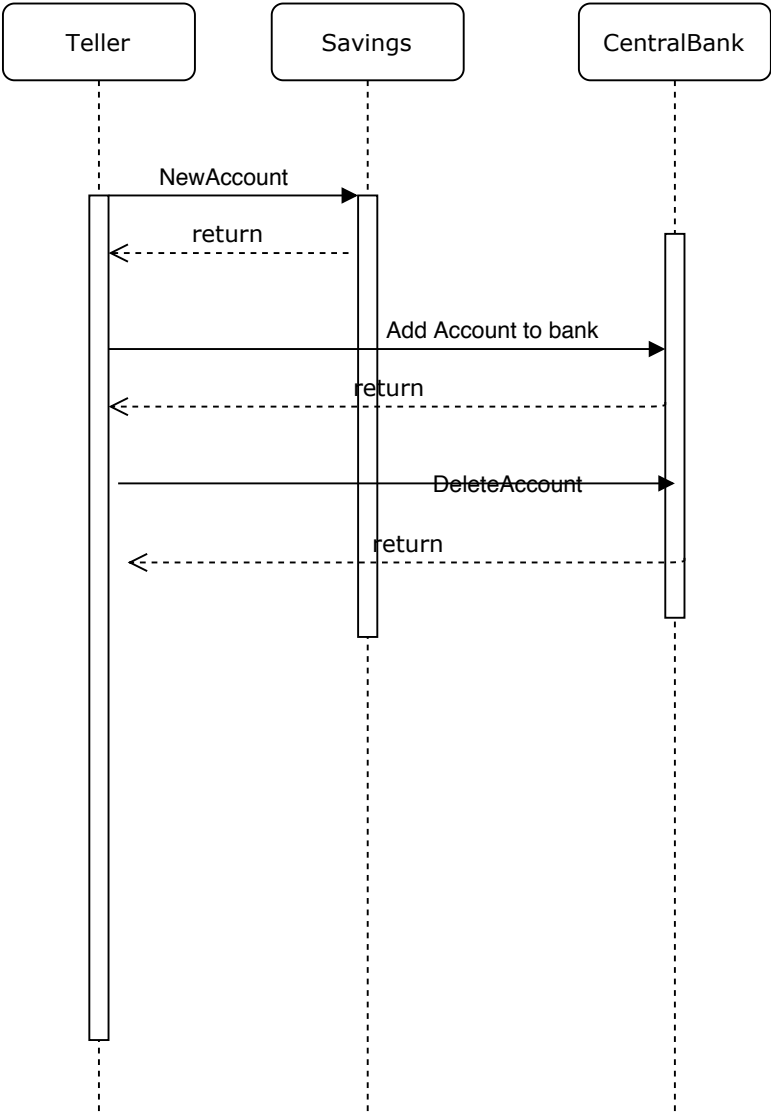 Teller
Savings
CentralBank
NewAccount
return
Add Account to bank
return
DeleteAccount
return